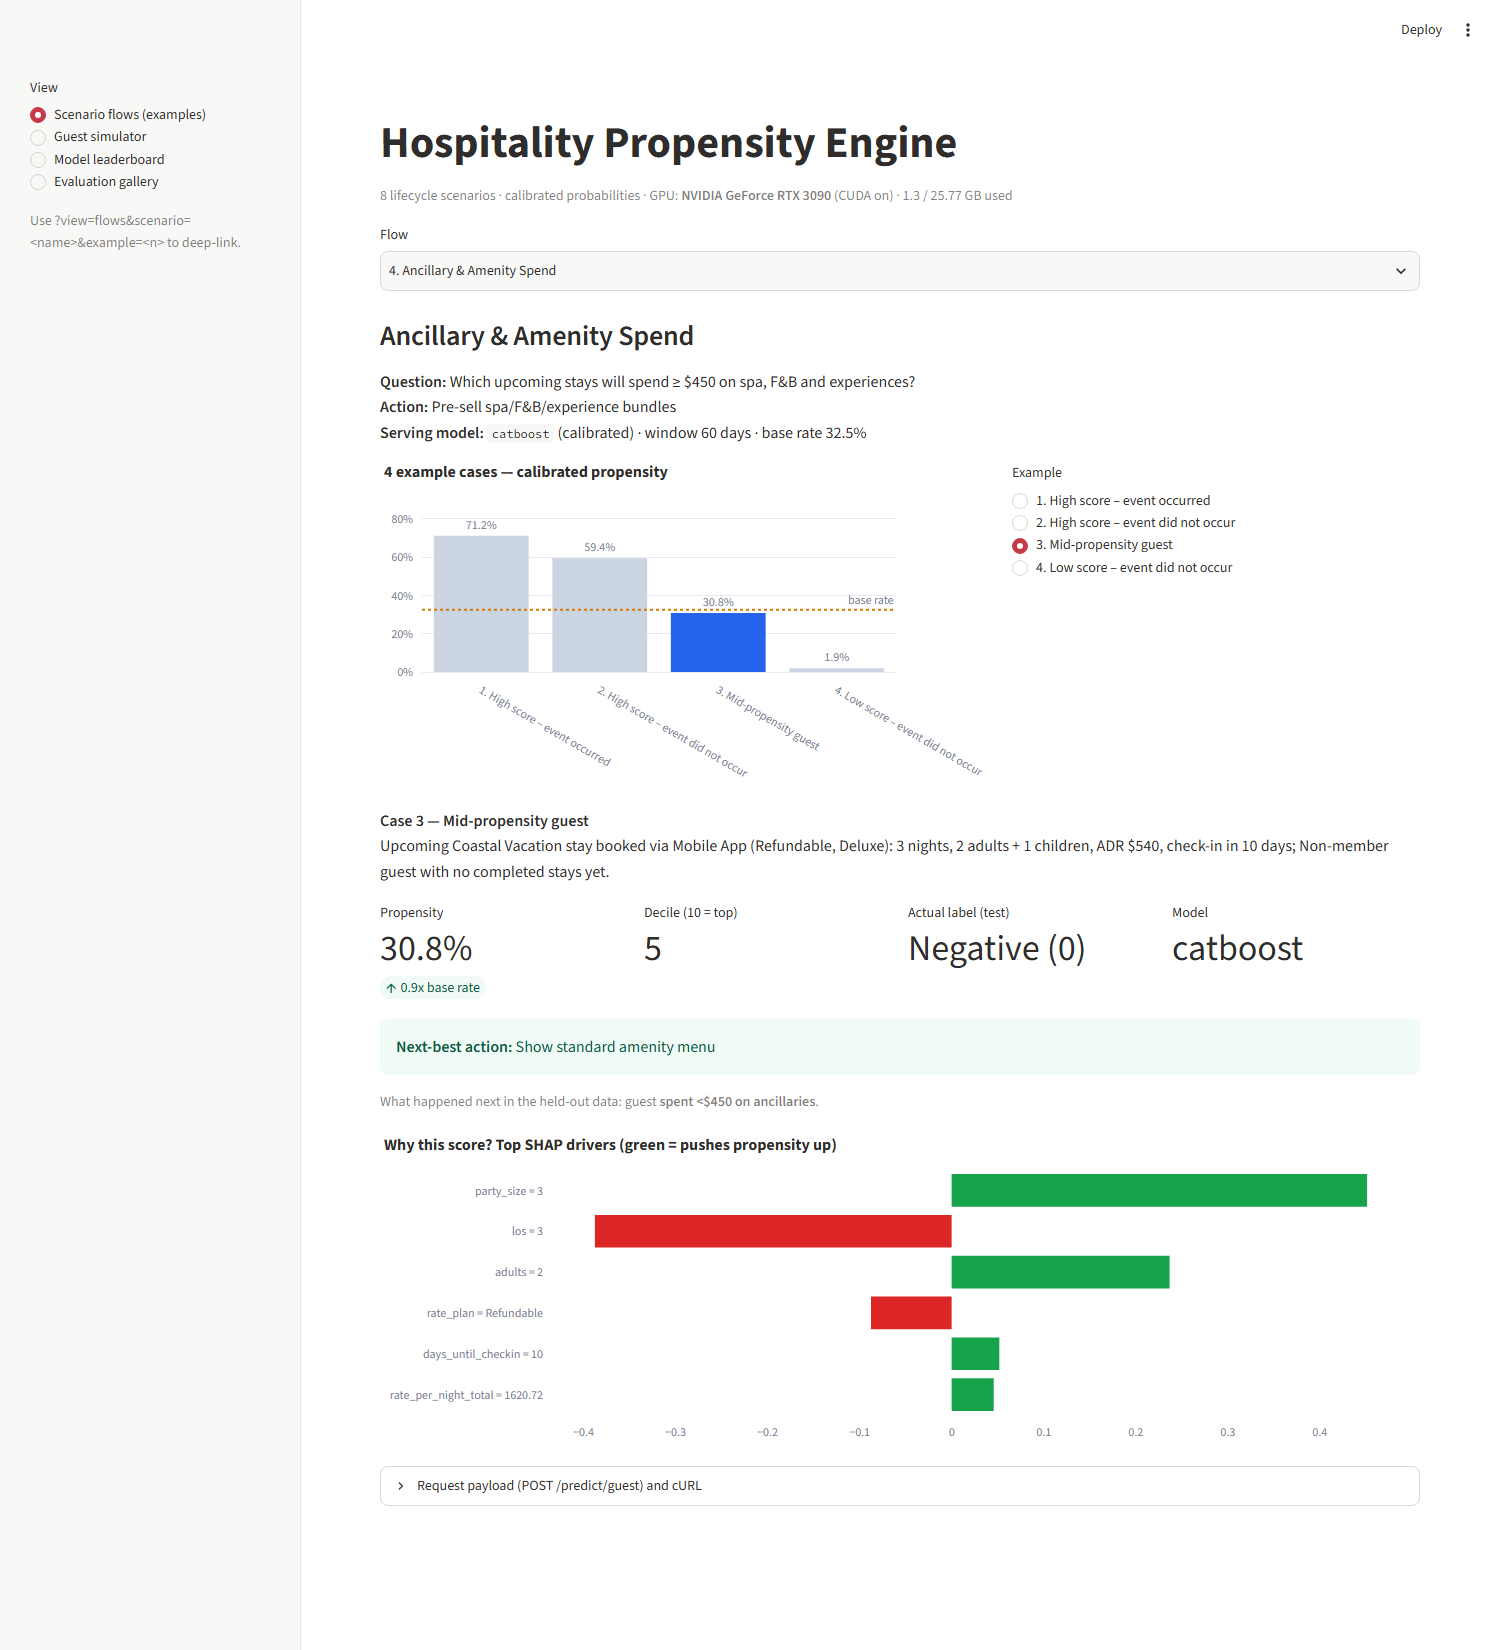 Deploy
View
Scenario flows (examples)
Guest simulator
Model leaderboard
Evaluation gallery
Use ?view=flows&scenario=
<name>&example=<n> to deep-link.
Hospitality Propensity Engine
8 lifecycle scenarios · calibrated probabilities · GPU: NVIDIA GeForce RTX 3090 (CUDA on) · 1.3 / 25.77 GB used
Flow
4. Ancillary & Amenity Spend
Ancillary & Amenity Spend
Question: Which upcoming stays will spend ≥ $450 on spa, F&B and experiences?
Action: Pre-sell spa/F&B/experience bundles
Serving model: catboost (calibrated) · window 60 days · base rate 32.5%
4 example cases — calibrated propensity
80%
60%
40%
20%
0%
71.2%
59.4%
30.8%
1.9%
base rate
1. High score – event occurred
2. High score – event did not occur
3. Mid-propensity guest
4. Low score – event did not occur
Example
1. High score – event occurred
2. High score – event did not occur
3. Mid-propensity guest
4. Low score – event did not occur
Case 3 — Mid-propensity guest
Upcoming Coastal Vacation stay booked via Mobile App (Refundable, Deluxe): 3 nights, 2 adults + 1 children, ADR $540, check-in in 10 days; Non-member
guest with no completed stays yet.
Propensity
30.8%
↑ 0.9x base rate
Decile (10 = top)
5
Actual label (test)
Negative (0)
Model
catboost
Next-best action: Show standard amenity menu
What happened next in the held-out data: guest spent <$450 on ancillaries.
Why this score? Top SHAP drivers (green = pushes propensity up)
party_size = 3
los = 3
adults = 2
rate_plan = Refundable
days_until_checkin = 10
rate_per_night_total = 1620.72
−0.4 −0.3 −0.2 −0.1 0 0.1 0.2 0.3 0.4
Request payload (POST /predict/guest) and cURL